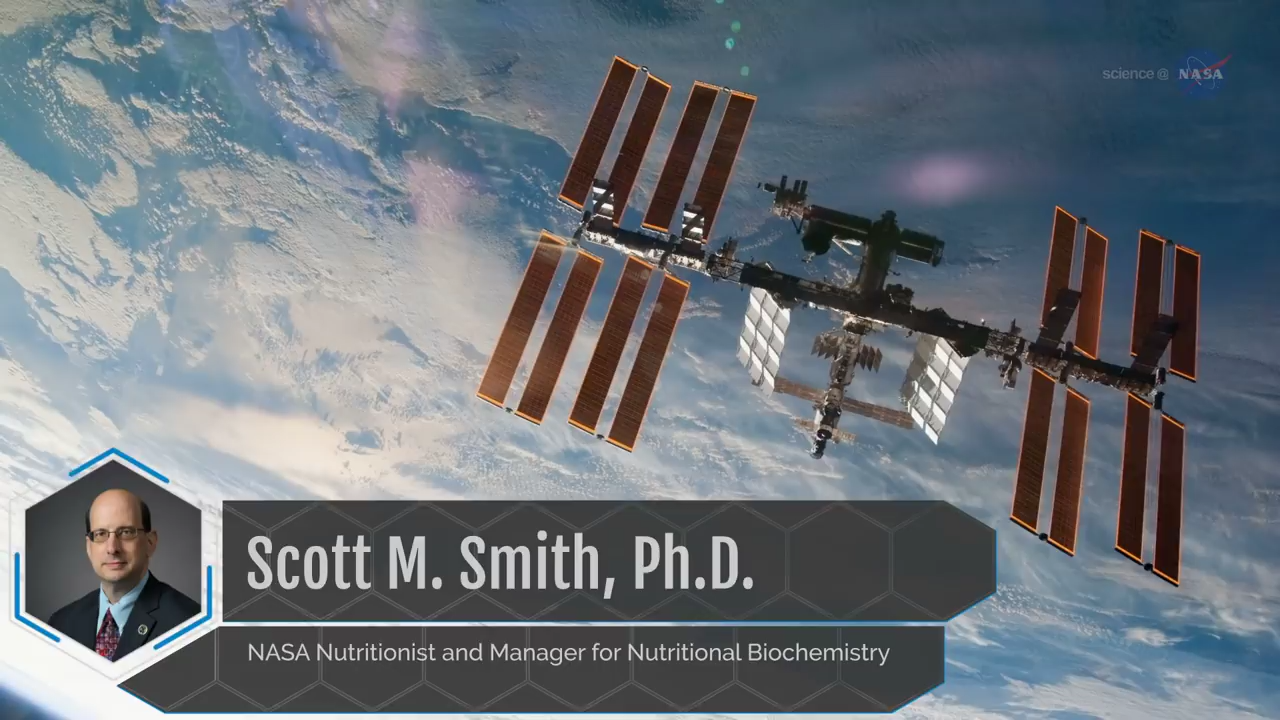 science@ NASA
Scott M. Smith, Ph.D.
NASA Nutritionist and Manager for Nutritional Biochemistry